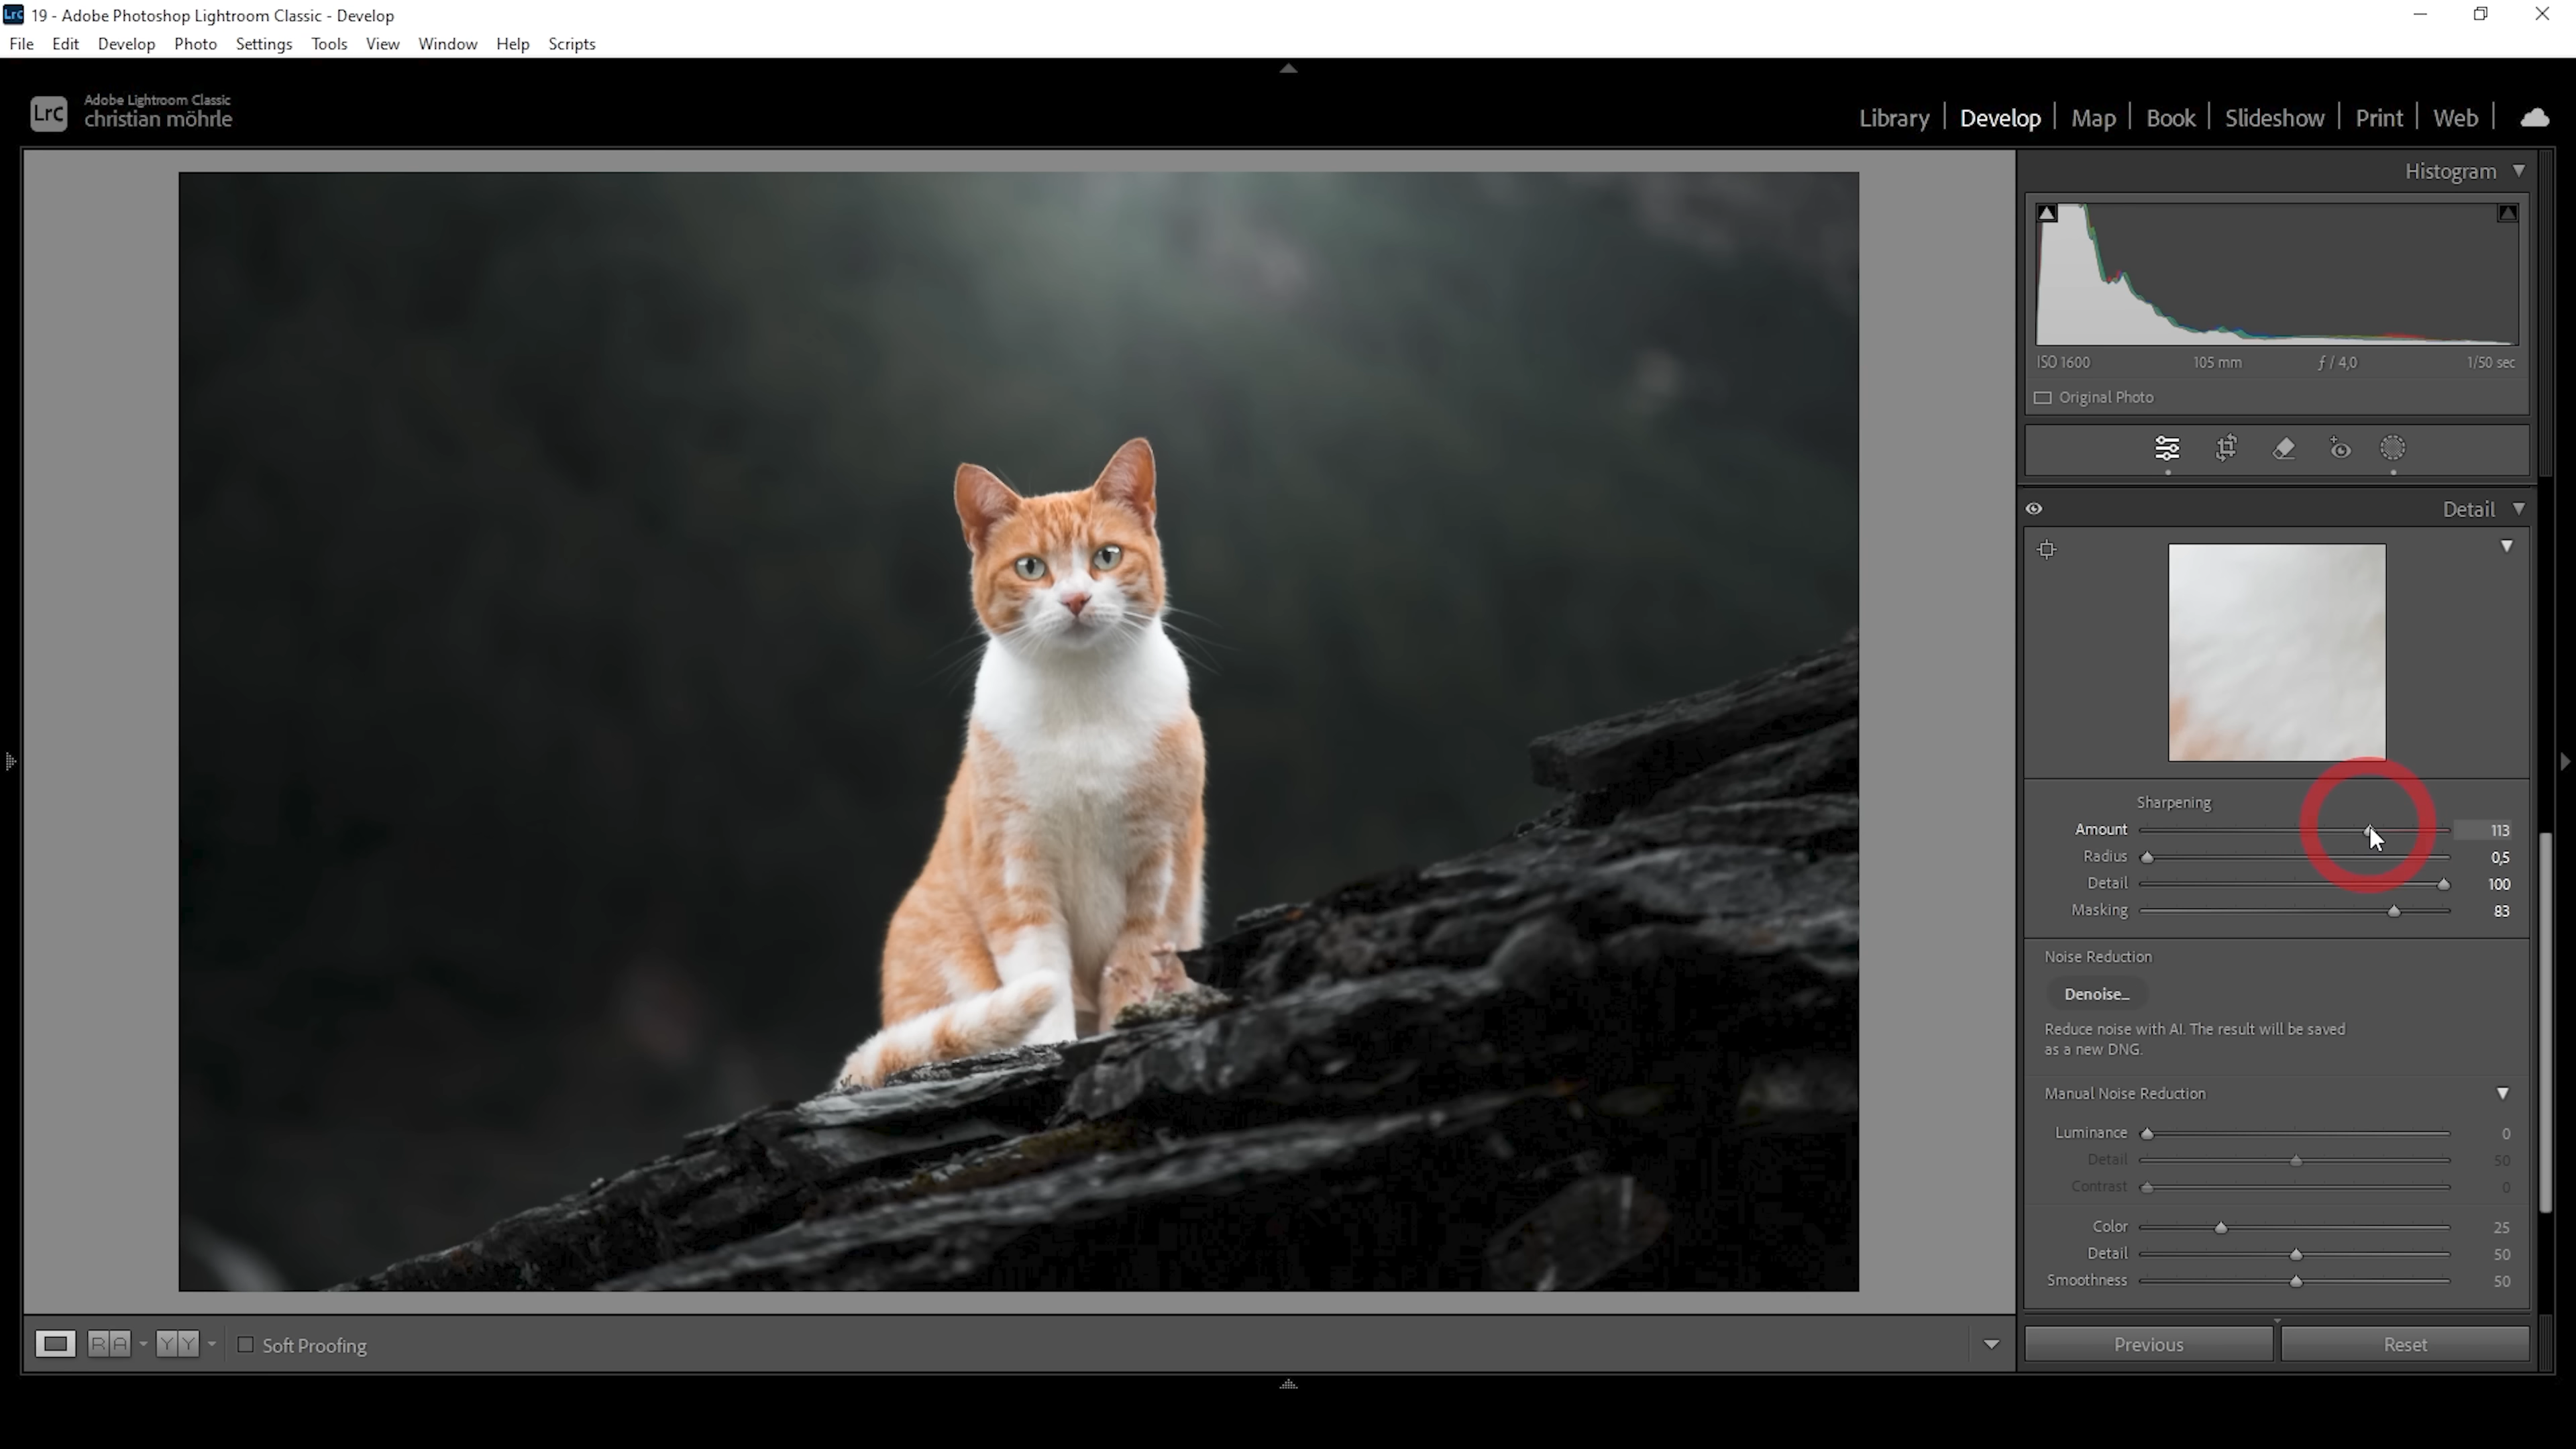 19 - Adobe Photoshop Lightroom Classic - Develop
File Edit Develop Photo Settings Tools View Window Help Scripts
Lrc
Adobe Lightroom Classic
christian möhrle
Library | Develop | Map | Book | Slideshow | Print | Web |
Histogram
ISO 1600 105 mm ƒ / 4,0 1/50 sec
Original Photo
Detail
Sharpening
Amount 113
Radius 0,5
Detail 100
Masking 83
Noise Reduction
Denoise...
Reduce noise with AI. The result will be saved
as a new DNG.
Manual Noise Reduction
Luminance 0
Detail 50
Contrast 0
Color 25
Detail 50
Smoothness 50
R A Y Y Soft Proofing
Previous Reset